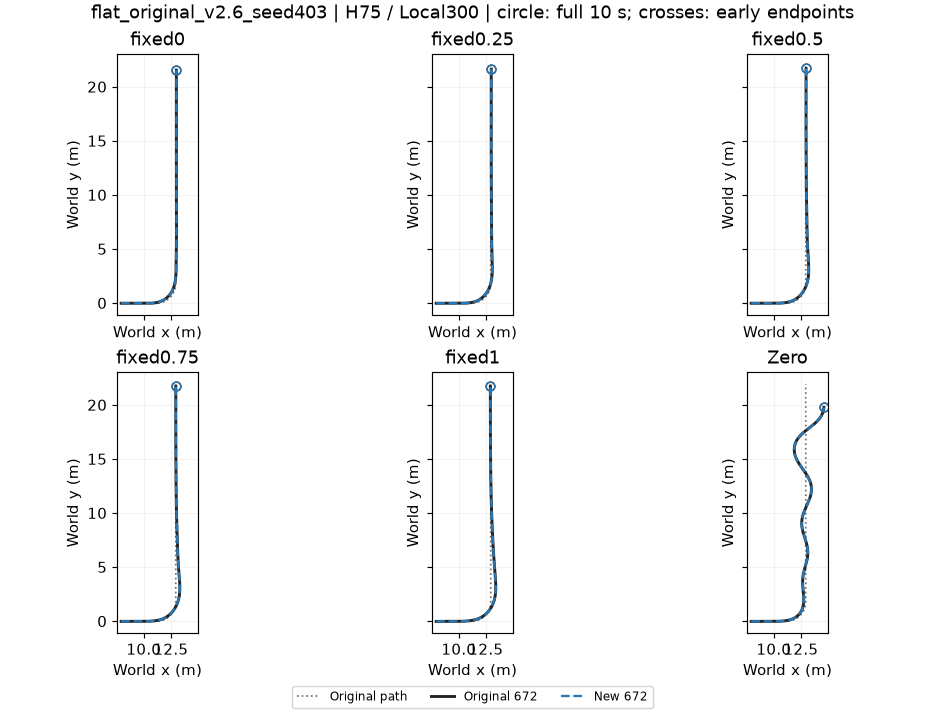 flat_original_v2.6_seed403 | H75 / Local300 | circle: full 10 s; crosses: early endpoints
fixed0
fixed0.25
fixed0.5
World y (m)
20
15
10
5
0
World x (m)
World y (m)
World x (m)
World y (m)
World x (m)
fixed0.75
fixed1
Zero
World y (m)
20
15
10
5
0
10.0
12.5
World x (m)
World y (m)
10.0
12.5
World x (m)
World y (m)
10.0
12.5
World x (m)
Original path
Original 672
New 672